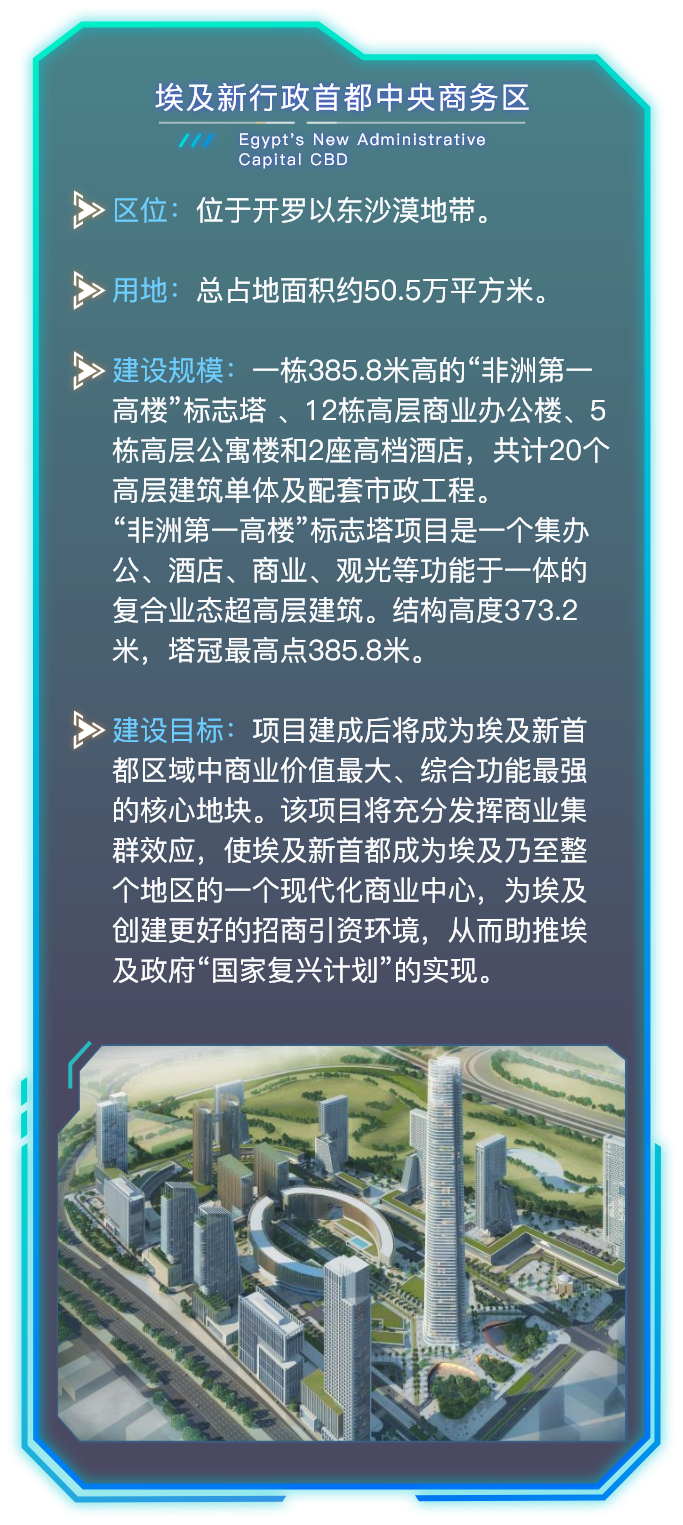 埃及新行政首都中央商务区
Egypt's New Administrative
Capital CBD
区位：位于开罗以东沙漠地带。
用地：总占地面积约50.5万平方米。
建设规模：一栋385.8米高的“非洲第一
高楼”标志塔 、12栋高层商业办公楼、5
栋高层公寓楼和2座高档酒店，共计20个
高层建筑单体及配套市政工程。
“非洲第一高楼”标志塔项目是一个集办
公、酒店、商业、观光等功能于一体的
复合业态超高层建筑。结构高度373.2
米，塔冠最高点385.8米。
建设目标：项目建成后将成为埃及新首
都区域中商业价值最大、综合功能最强
的核心地块。该项目将充分发挥商业集
群效应，使埃及新首都成为埃及乃至整
个地区的一个现代化商业中心，为埃及
创建更好的招商引资环境，从而助推埃
及政府“国家复兴计划”的实现。